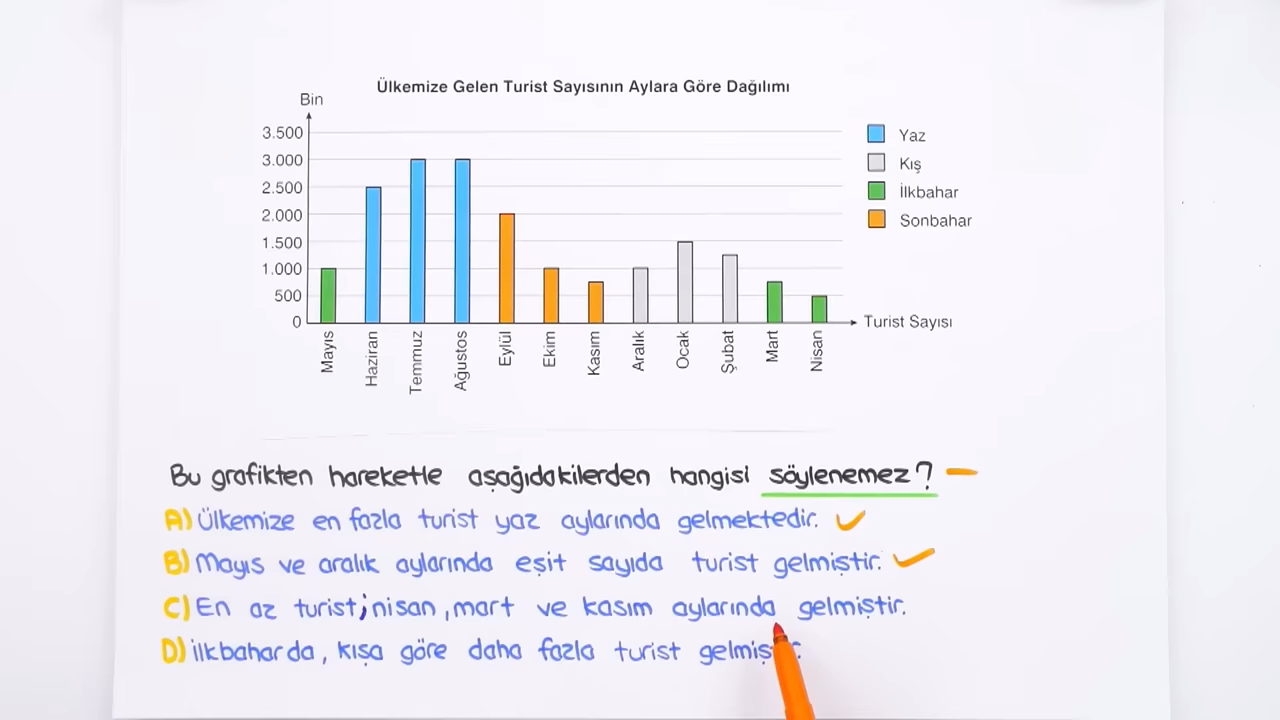 Ülkemize Gelen Turist Sayısının Aylara Göre Dağılımı
Bin
3.500
3.000
2.500
2.000
1.500
1.000
500
0
Mayıs
Haziran
Temmuz
Ağustos
Eylül
Ekim
Kasım
Aralık
Ocak
Şubat
Mart
Nisan
Turist Sayısı
Yaz
Kış
İlkbahar
Sonbahar
Bu grafikten hareketle aşağıdakilerden hangisi söylenemez?
A) Ülkemize en fazla turist yaz aylarında gelmektedir.
B) Mayıs ve aralık aylarında eşit sayıda turist gelmiştir.
C) En az turist; nisan, mart ve kasım aylarında gelmiştir.
D) ilkbaharda, kışa göre daha fazla turist